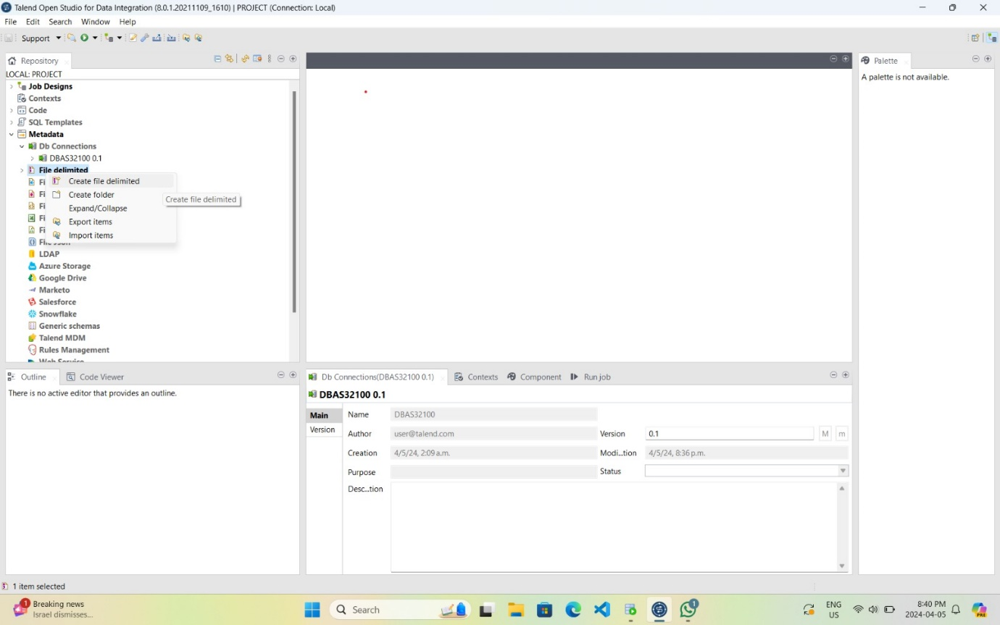 Talend Open Studio for Data Integration (8.0.1.20211109_1610) | PROJECT (Connection: Local)
File Edit Search Window Help
Support
Repository
LOCAL: PROJECT
Job Designs
Contexts
Code
SQL Templates
Metadata
Db Connections
DBAS32100 0.1
File delimited
Fi
Fi
Fi
Fi
Fi
File Json
LDAP
Azure Storage
Google Drive
Marketo
Salesforce
Snowflake
Generic schemas
Talend MDM
Rules Management
Web Service
Create file delimited
Create folder
Expand/Collapse
Export items
Import items
Create file delimited
Palette
A palette is not available.
Outline Code Viewer
There is no active editor that provides an outline.
Db Connections(DBAS32100 0.1) Contexts Component Run job
DBAS32100 0.1
Main
Version
Name DBAS32100
Author user@talend.com Version 0.1 M m
Creation 4/5/24, 2:09 a.m. Modi...tion 4/5/24, 8:36 p.m.
Purpose Status
Desc...tion
1 item selected
1
Breaking news
Israel dismisses...
Search
1
ENG
US
8:40 PM
2024-04-05
PRE